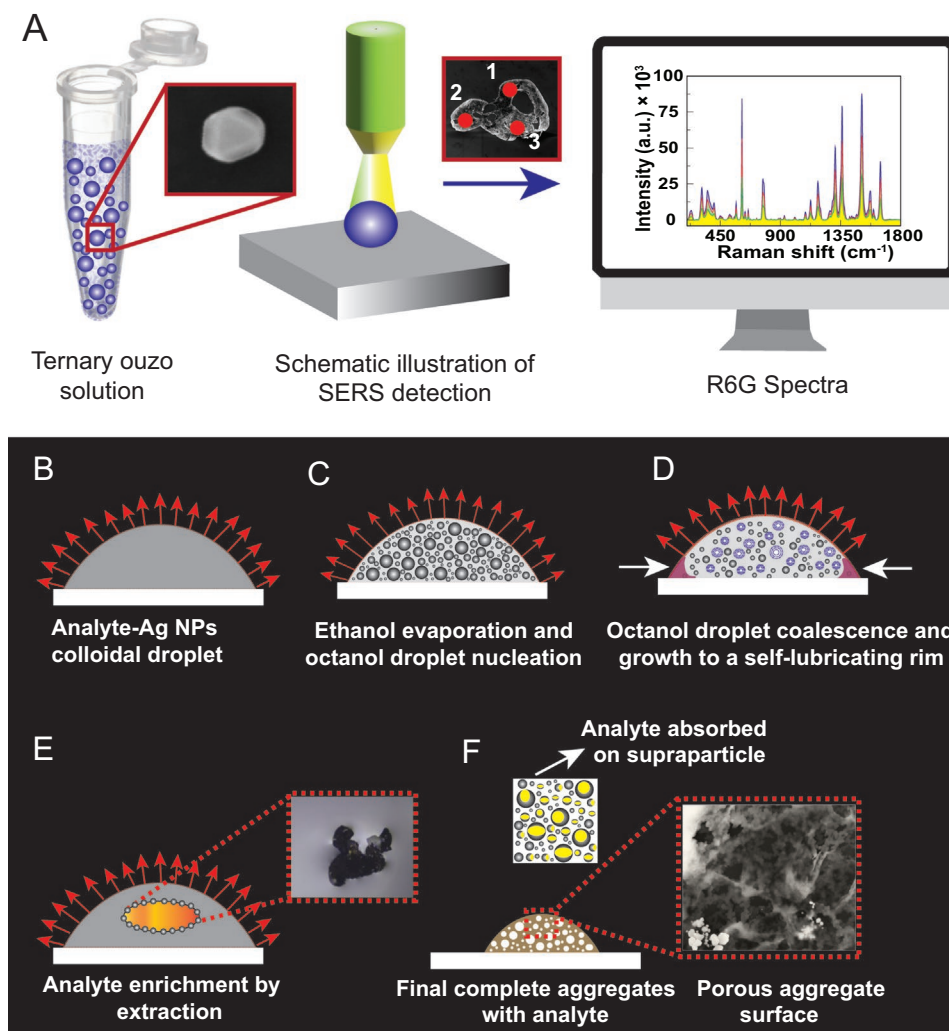 A
1
2
3
Intensity (a.u.) × 10³
100
75
50
25
0
450 900 1350 1800
Raman shift (cm⁻¹)
Ternary ouzo
solution
Schematic illustration of
SERS detection
R6G Spectra
B
Analyte-Ag NPs
colloidal droplet
C
Ethanol evaporation and
octanol droplet nucleation
D
Octanol droplet coalescence and
growth to a self-lubricating rim
E
Analyte enrichment by
extraction
F
Analyte absorbed
on supraparticle
Final complete aggregates
with analyte
Porous aggregate
surface